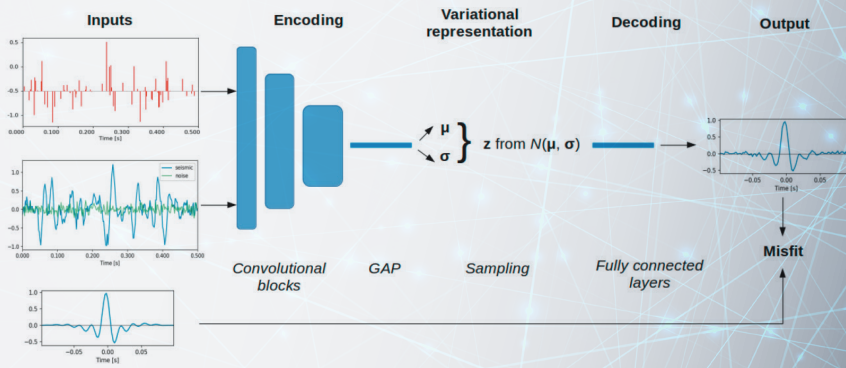 Inputs
Encoding
Variational
representation
Decoding
Output
0.5
0.0
-0.5
-1.0
0.000 0.100 0.200 0.300 0.400 0.500
Time [s]
seismic
noise
1.0
0.5
0.0
-0.5
-1.0
0.000 0.100 0.200 0.300 0.400 0.500
Time [s]
μ
σ
} z from N(μ, σ)
1.0
0.5
0.0
-0.5
-0.05 0.00 0.05
Time [s]
Misfit
Convolutional
blocks
GAP
Sampling
Fully connected
layers
1.0
0.5
0.0
-0.5
-0.05 0.00 0.05
Time [s]